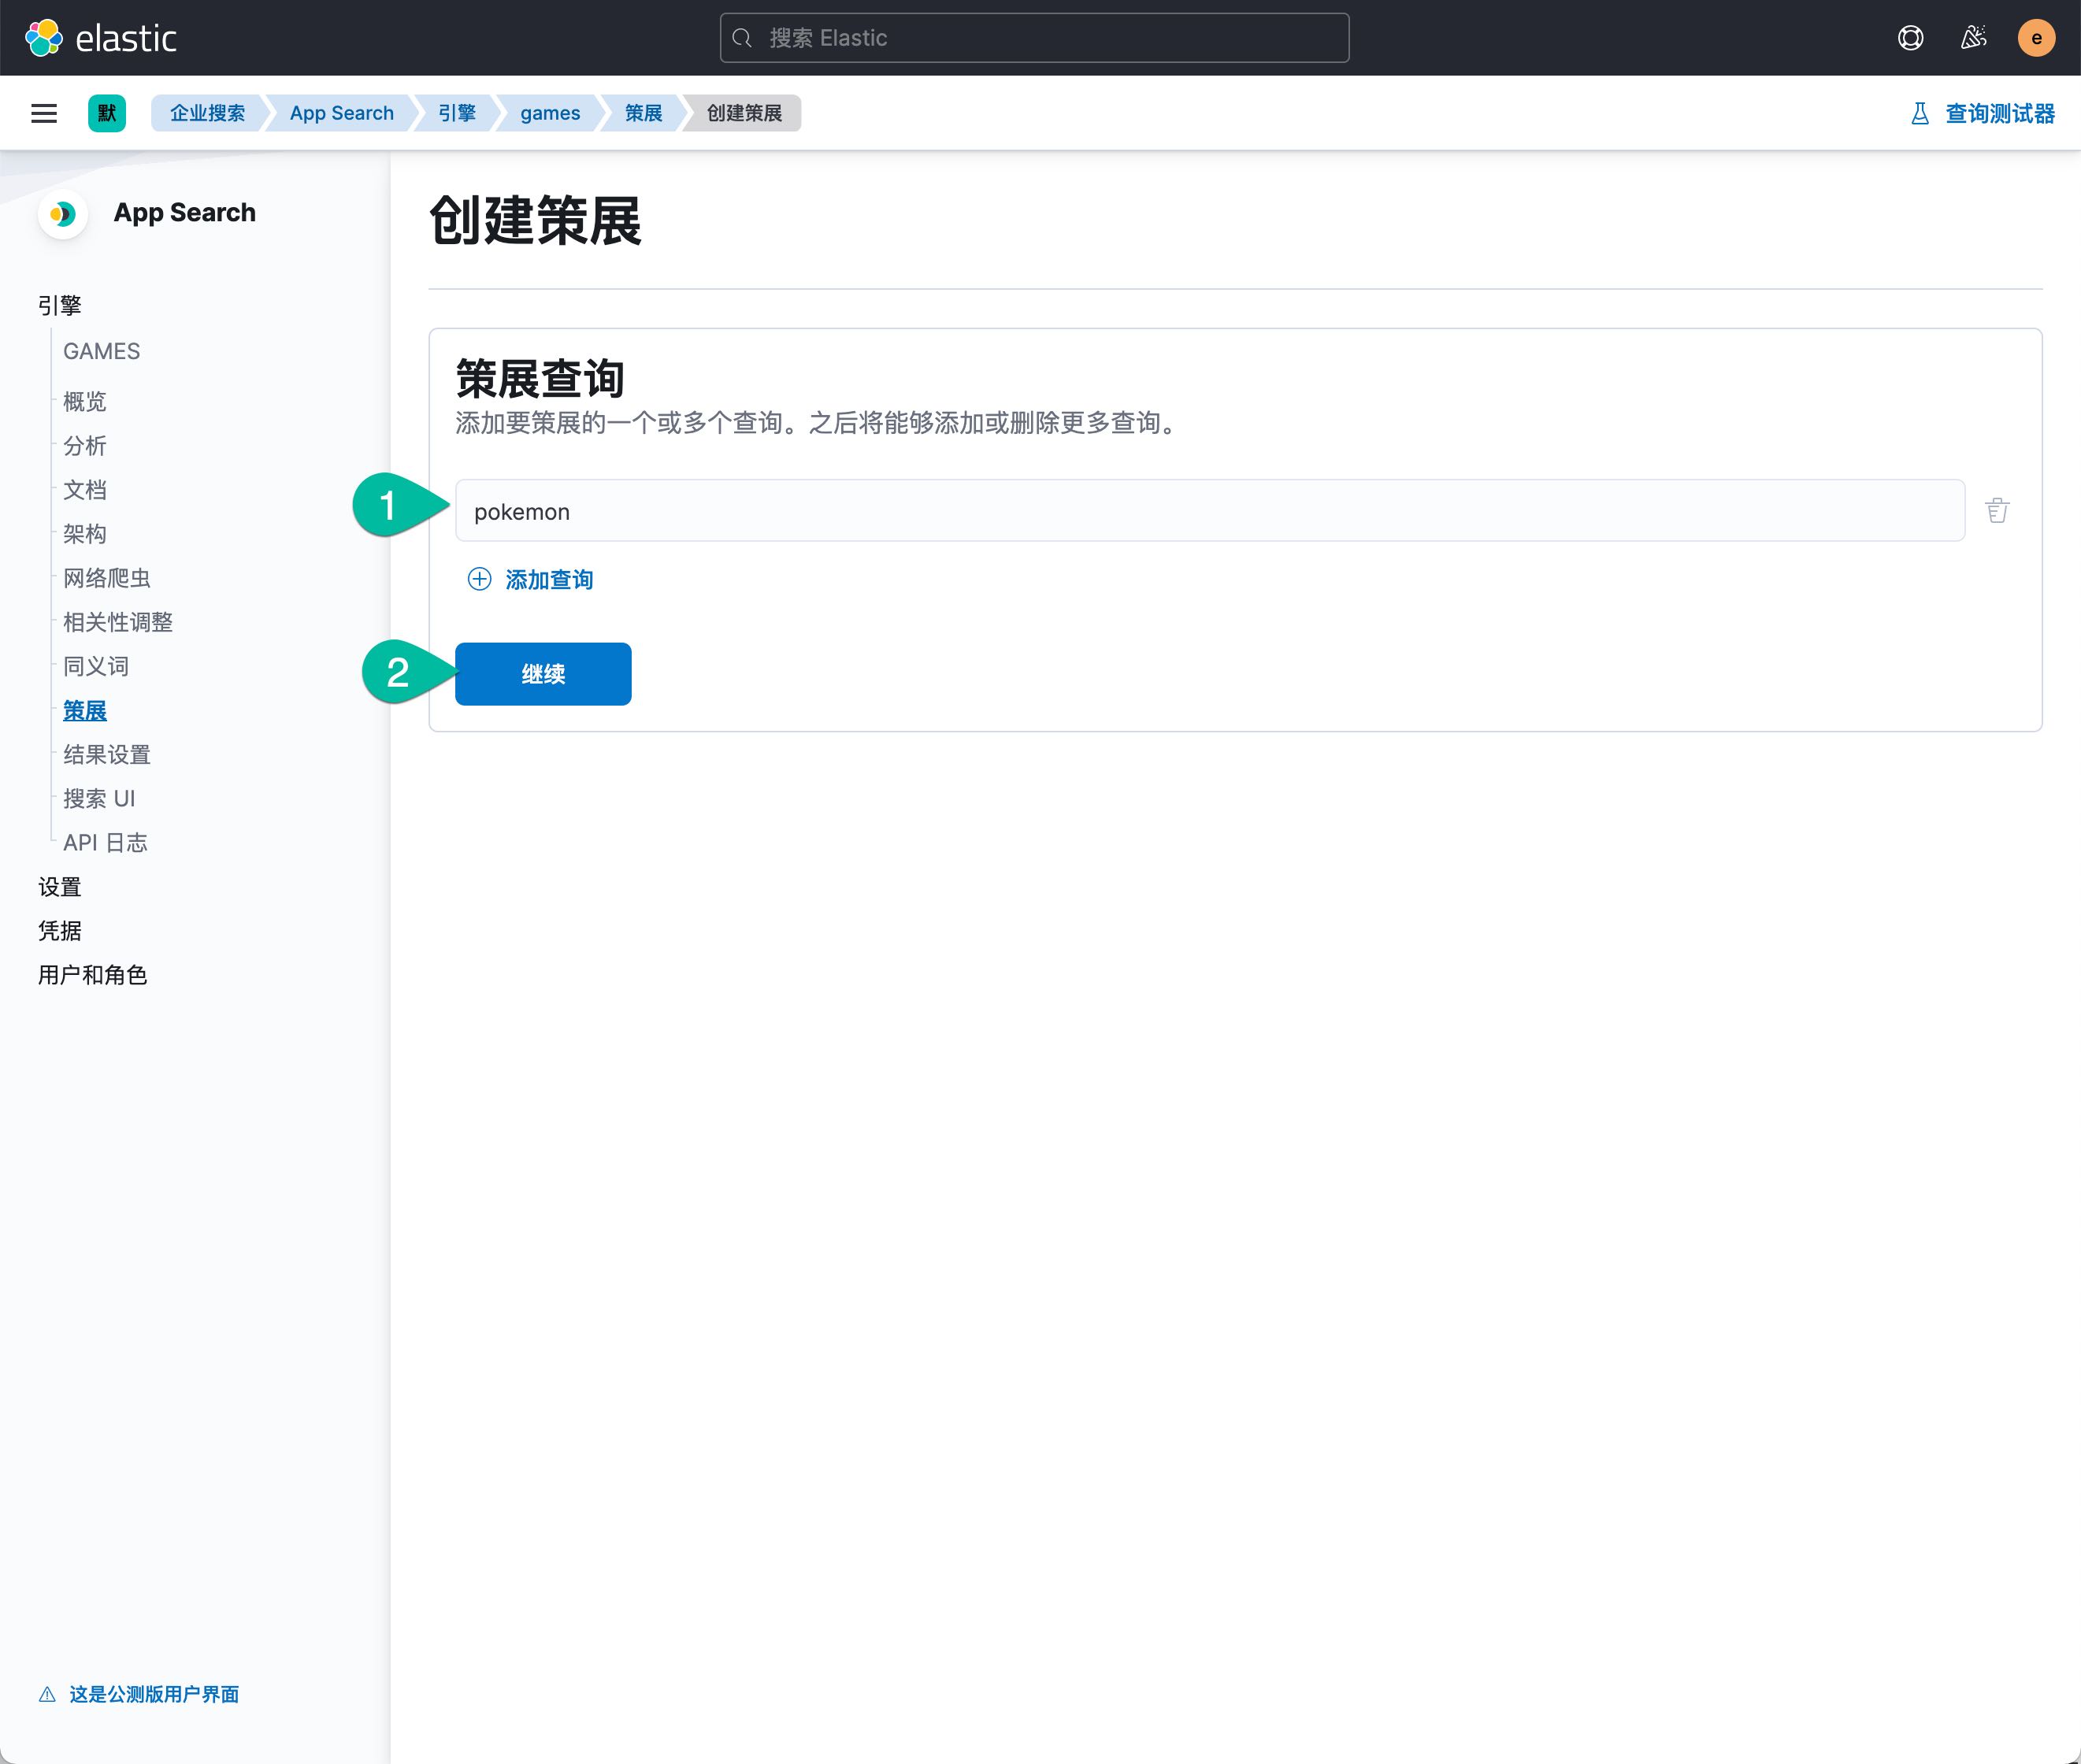 elastic
搜索 Elastic
e
默
企业搜索
App Search
引擎
games
策展
创建策展
查询测试器
App Search
引擎
GAMES
概览
分析
文档
架构
网络爬虫
相关性调整
同义词
策展
结果设置
搜索 UI
API 日志
设置
凭据
用户和角色
这是公测版用户界面
创建策展
策展查询
添加要策展的一个或多个查询。之后将能够添加或删除更多查询。
1
pokemon
添加查询
2
继续